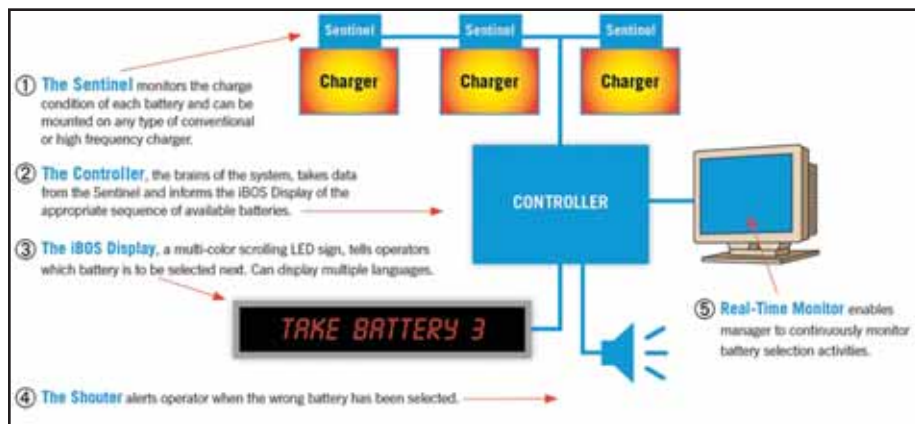 Sentinel Sentinel Sentinel
Charger Charger Charger
① The Sentinel monitors the charge
condition of each battery and can be
mounted on any type of conventional
or high frequency charger.
② The Controller, the brains of the system, takes data
from the Sentinel and informs the iBOS Display of the
appropriate sequence of available batteries.
CONTROLLER
③ The iBOS Display, a multi-color scrolling LED sign, tells operators
which battery is to be selected next. Can display multiple languages.
TAKE BATTERY 3
⑤ Real-Time Monitor enables
manager to continuously monitor
battery selection activities.
④ The Shouter alerts operator when the wrong battery has been selected.